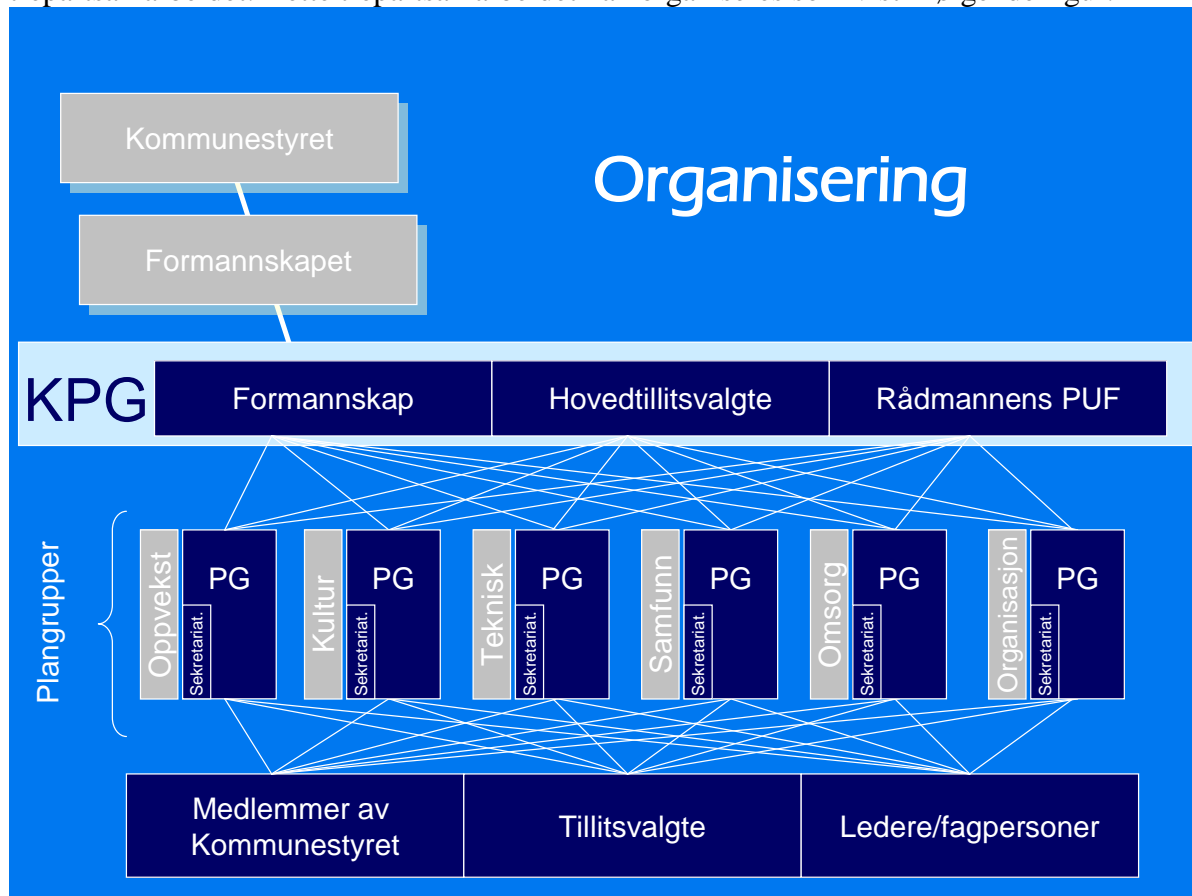 Kommunestyret
Organisering
Formannskapet
KPG
Formannskap
Hovedtillitsvalgte
Rådmannens PUF
Plangrupper
Oppvekst
PG
Sekretariat.
Kultur
PG
Sekretariat.
Teknisk
PG
Sekretariat.
Samfunn
PG
Sekretariat.
Omsorg
PG
Sekretariat.
Organisasjon
PG
Sekretariat.
Medlemmer av
Kommunestyret
Tillitsvalgte
Ledere/fagpersoner